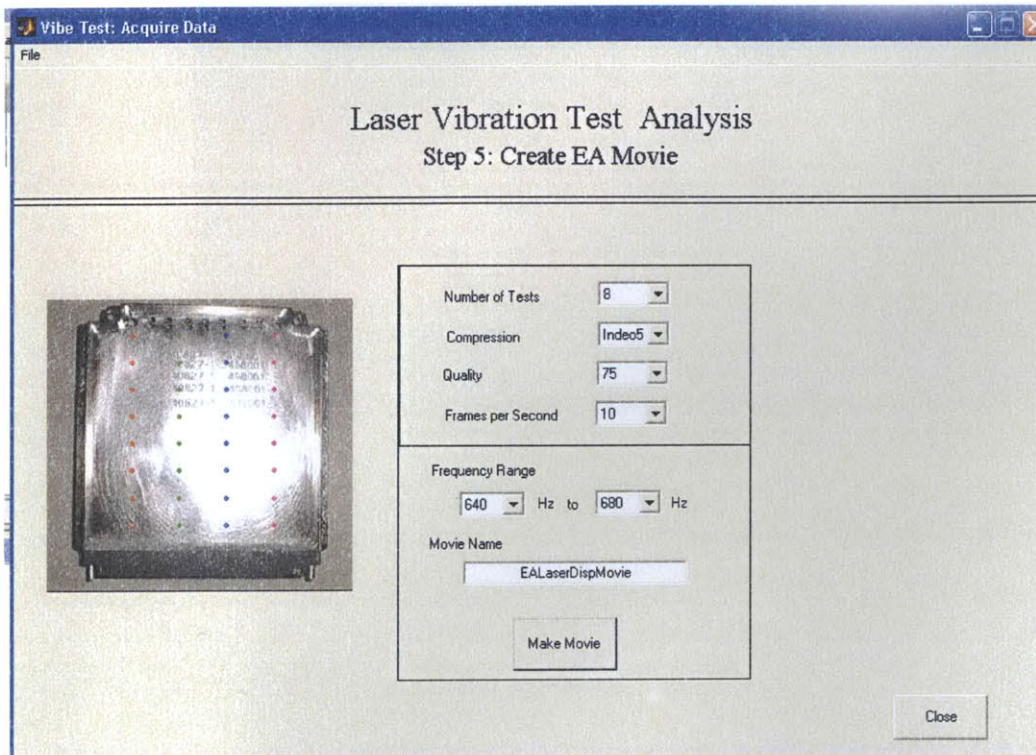 Vibe Test: Acquire Data
File
Laser Vibration Test Analysis
Step 5: Create EA Movie
Number of Tests 8
Compression Indeo5
Quality 75
Frames per Second 10
Frequency Range
640 Hz to 680 Hz
Movie Name
EALaserDispMovie
Make Movie
Close